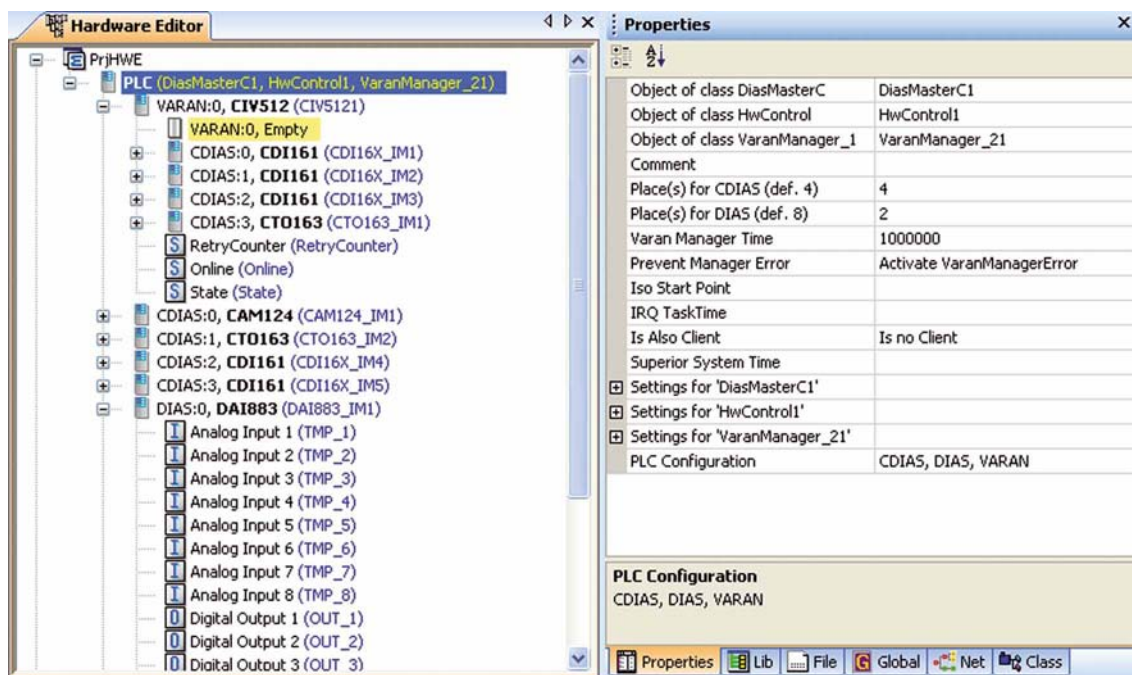 Hardware Editor
PrjHWE
PLC (DiasMasterC1, HwControl1, VaranManager_21)
VARAN:0, CIV512 (CIV5121)
VARAN:0, Empty
CDIAS:0, CDI161 (CDI16X_IM1)
CDIAS:1, CDI161 (CDI16X_IM2)
CDIAS:2, CDI161 (CDI16X_IM3)
CDIAS:3, CTO163 (CTO163_IM1)
S RetryCounter (RetryCounter)
S Online (Online)
S State (State)
CDIAS:0, CAM124 (CAM124_IM1)
CDIAS:1, CTO163 (CTO163_IM2)
CDIAS:2, CDI161 (CDI16X_IM4)
CDIAS:3, CDI161 (CDI16X_IM5)
DIAS:0, DAI883 (DAI883_IM1)
I Analog Input 1 (TMP_1)
I Analog Input 2 (TMP_2)
I Analog Input 3 (TMP_3)
I Analog Input 4 (TMP_4)
I Analog Input 5 (TMP_5)
I Analog Input 6 (TMP_6)
I Analog Input 7 (TMP_7)
I Analog Input 8 (TMP_8)
O Digital Output 1 (OUT_1)
O Digital Output 2 (OUT_2)
O Digital Output 3 (OUT_3)
Properties
Object of class DiasMasterC DiasMasterC1
Object of class HwControl HwControl1
Object of class VaranManager_1 VaranManager_21
Comment
Place(s) for CDIAS (def. 4) 4
Place(s) for DIAS (def. 8) 2
Varan Manager Time 1000000
Prevent Manager Error Activate VaranManagerError
Iso Start Point
IRQ TaskTime
Is Also Client Is no Client
Superior System Time
Settings for 'DiasMasterC1'
Settings for 'HwControl1'
Settings for 'VaranManager_21'
PLC Configuration CDIAS, DIAS, VARAN
PLC Configuration
CDIAS, DIAS, VARAN
Properties Lib File G Global Net Class